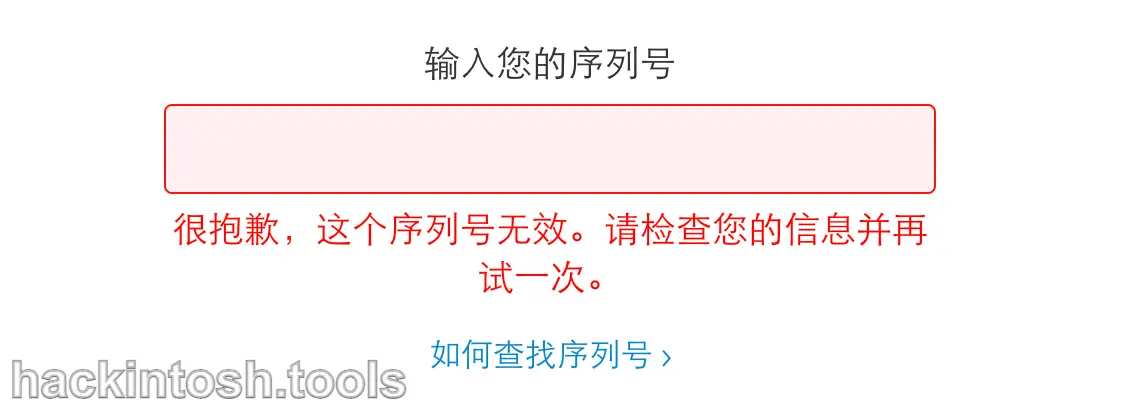 输入您的序列号
很抱歉，这个序列号无效。请检查您的信息并再
试一次。
如何查找序列号 ›
hackintosh.tools